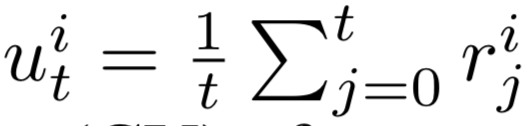 u_t^i = \frac{1}{t} \sum_{j=0}^{t} r_j^i